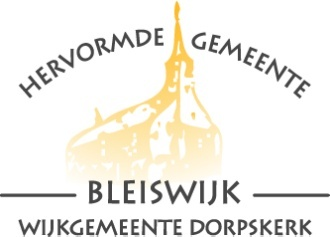 HERVORMDE GEMEENTE
BLEISWIJK
WIJKGEMEENTE DORPSKERK